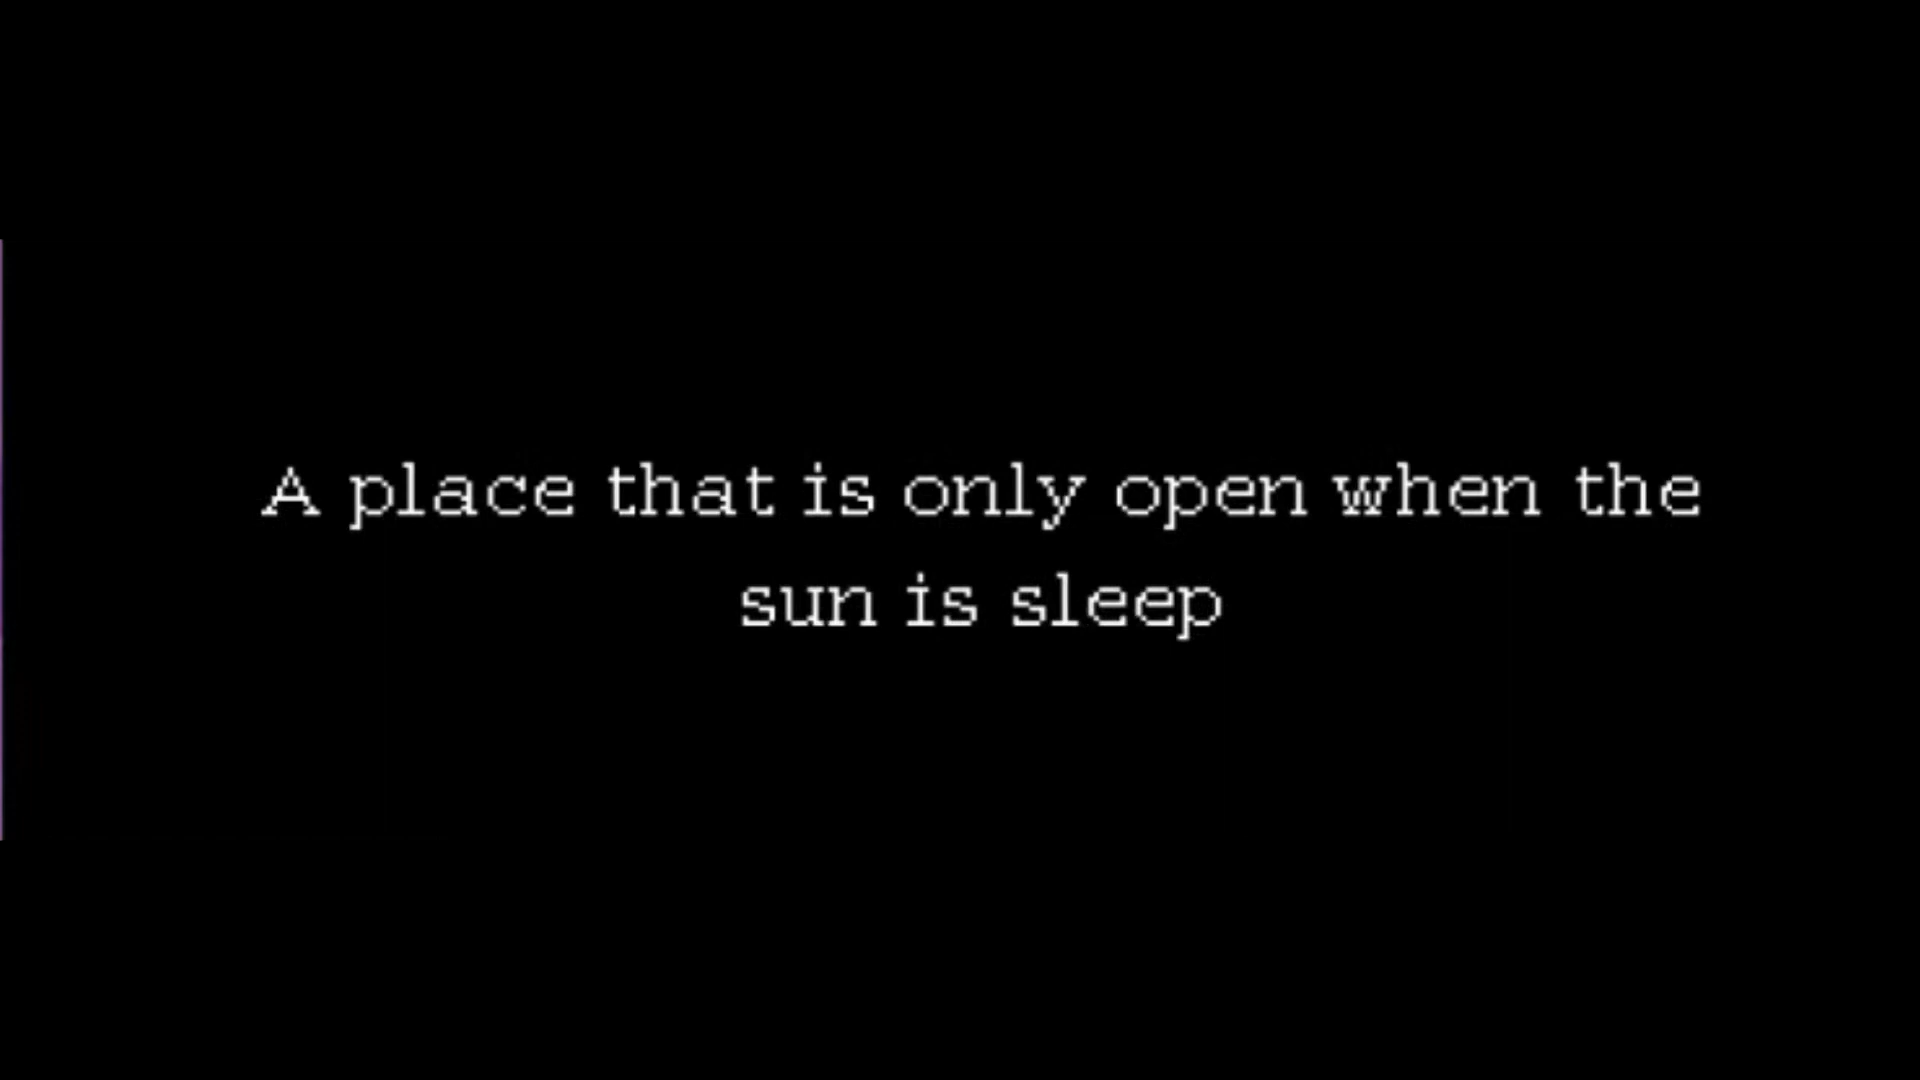 A place that is only open when the
sun is sleep